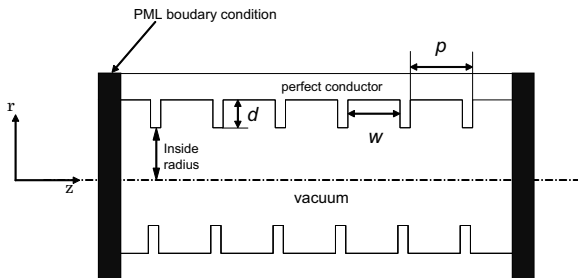 PML boudary condition
p
r
perfect conductor
d
w
Inside
radius
z
vacuum